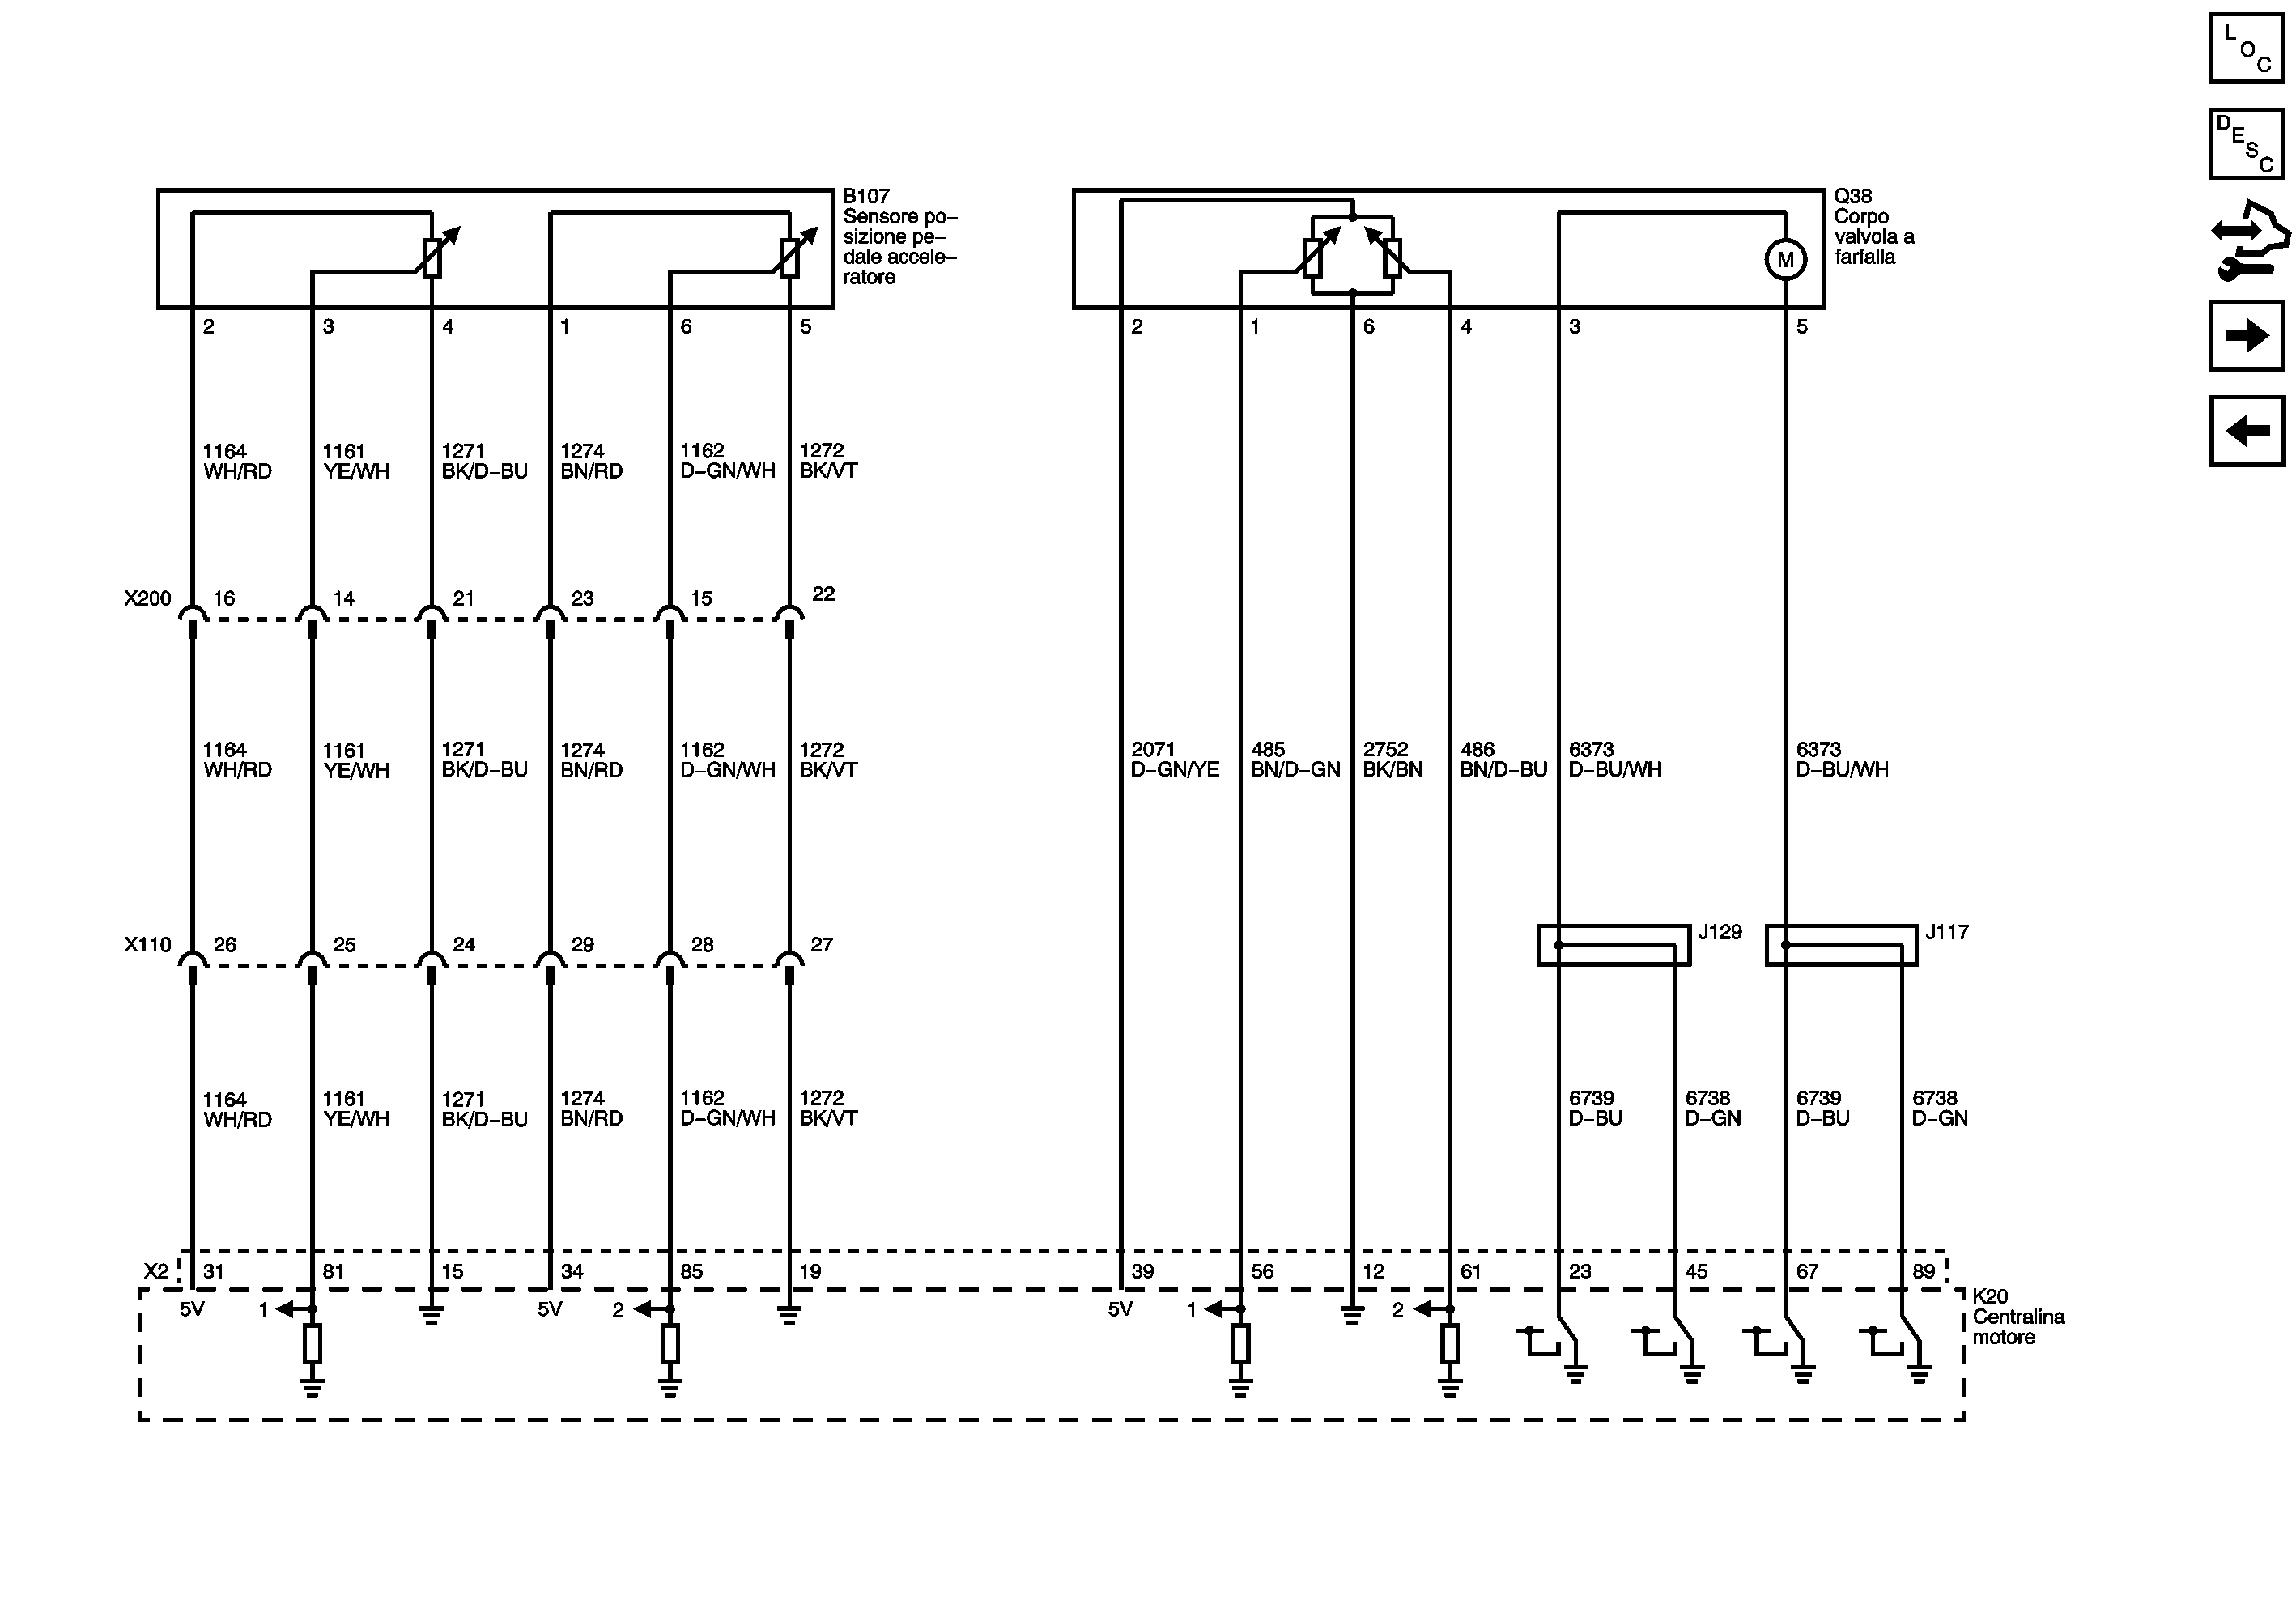 L
O
C
D
E
S
C
B107
Sensore po–
sizione pe–
dale accele–
ratore
Q38
Corpo
valvola a
farfalla
M
2 3 4 1 6 5
2 1 6 4 3 5
1164 1161 1271 1274 1162 1272
WH/RD YE/WH BK/D–BU BN/RD D–GN/WH BK/VT
X200 16 14 21 23 15 22
1164 1161 1271 1274 1162 1272
WH/RD YE/WH BK/D–BU BN/RD D–GN/WH BK/VT
2071 485 2752 486 6373 6373
D–GN/YE BN/D–GN BK/BN BN/D–BU D–BU/WH D–BU/WH
X110 26 25 24 29 28 27
J129 J117
1164 1161 1271 1274 1162 1272
WH/RD YE/WH BK/D–BU BN/RD D–GN/WH BK/VT
6739 6738 6739 6738
D–BU D–GN D–BU D–GN
X2 31 81 15 34 85 19 39 56 12 61 23 45 67 89
5V 1 5V 2 5V 1 2
K20
Centralina
motore